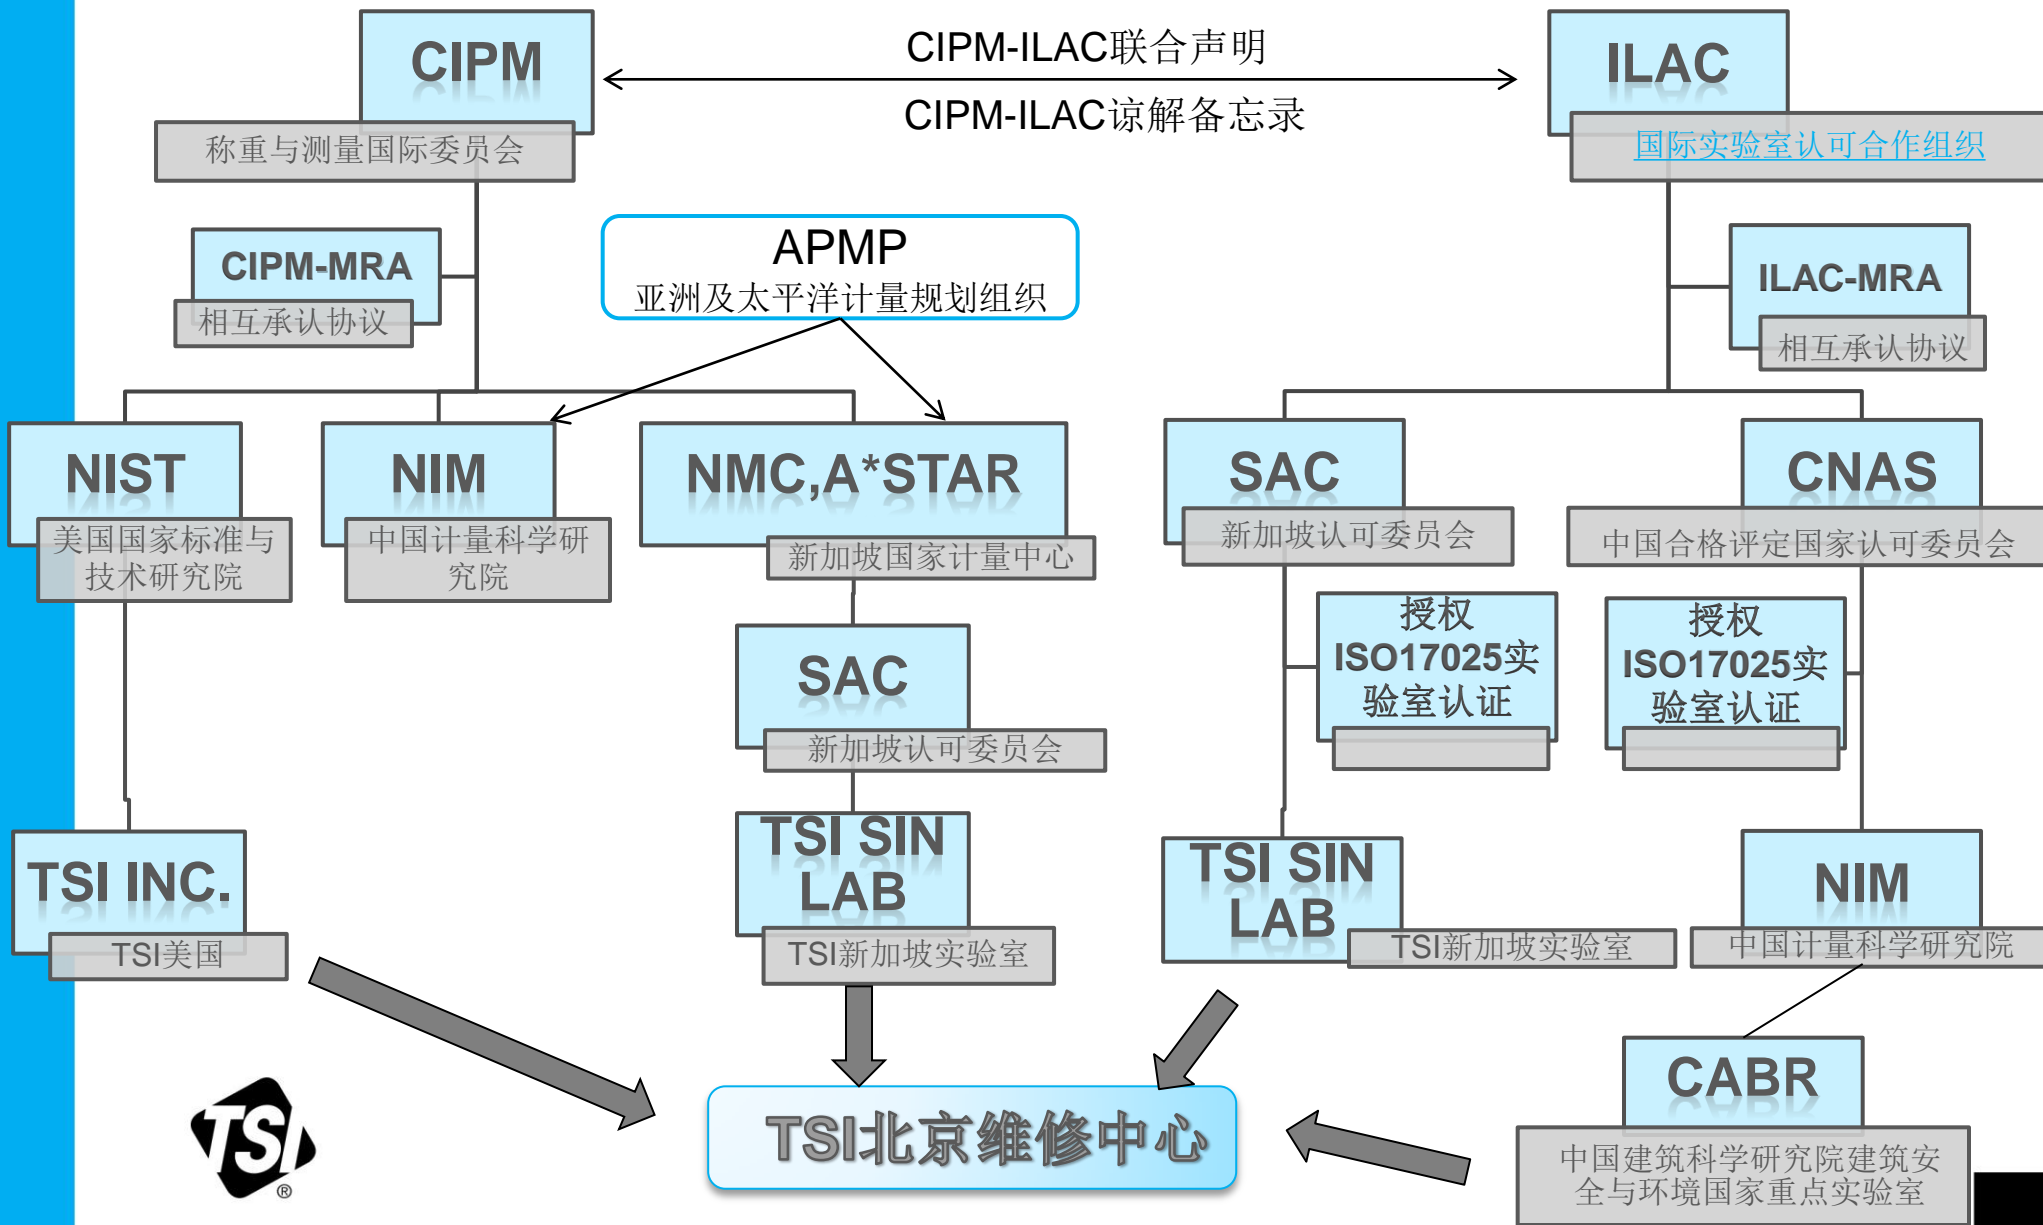 CIPM
称重与测量国际委员会
CIPM-ILAC联合声明
CIPM-ILAC谅解备忘录
ILAC
国际实验室认可合作组织
CIPM-MRA
相互承认协议
APMP
亚洲及太平洋计量规划组织
ILAC-MRA
相互承认协议
NIST
美国国家标准与
技术研究院
NIM
中国计量科学研
究院
NMC,A*STAR
新加坡国家计量中心
SAC
新加坡认可委员会
CNAS
中国合格评定国家认可委员会
SAC
新加坡认可委员会
授权
ISO17025实
验室认证
授权
ISO17025实
验室认证
TSI INC.
TSI美国
TSI SIN
LAB
TSI新加坡实验室
TSI SIN
LAB
TSI新加坡实验室
NIM
中国计量科学研究院
CABR
中国建筑科学研究院建筑安
全与环境国家重点实验室
TSI北京维修中心
TSI
®